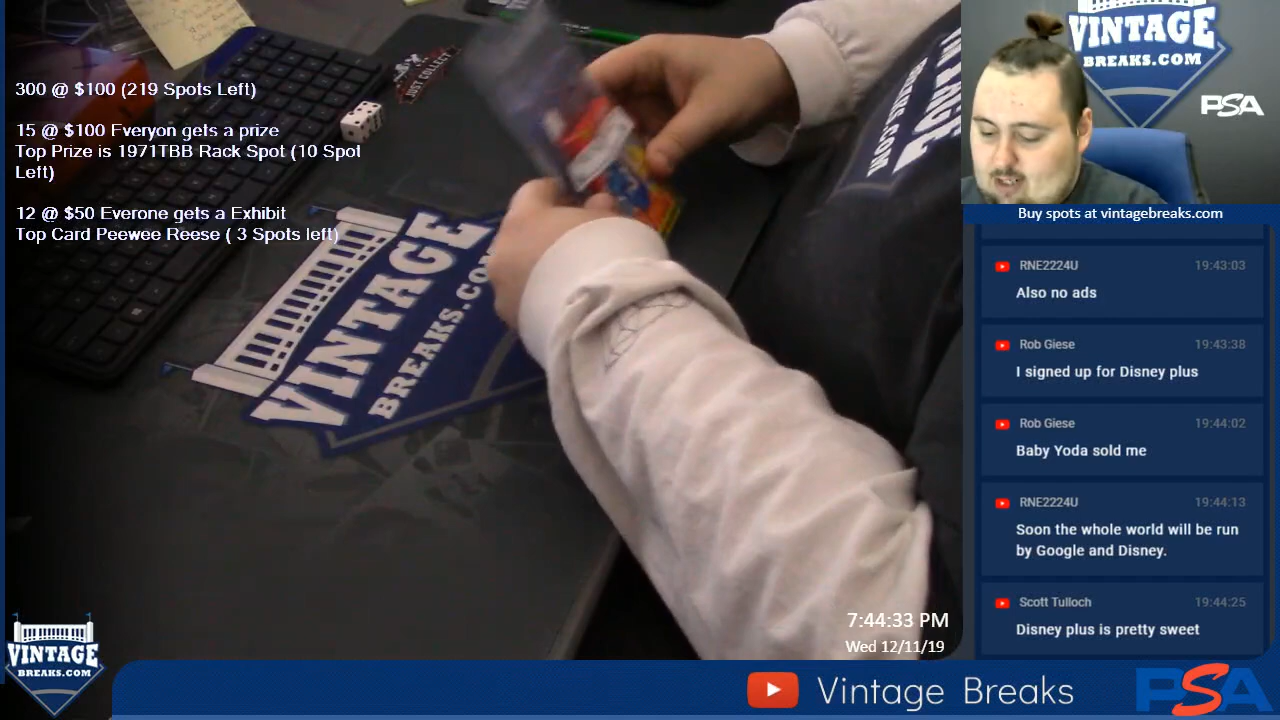 300 @ $100 (219 Spots Left)
15 @ $100 Everyon gets a prize
Top Prize is 1971TBB Rack Spot (10 Spot
Left)
12 @ $50 Everone gets a Exhibit
Top Card Peewee Reese ( 3 Spots left)
JUST COLLECT
VINTAGE
BREAKS.COM
VINTAGE
BREAKS.COM
PSA
Buy spots at vintagebreaks.com
RNE2224U 19:43:03
Also no ads
Rob Giese 19:43:38
I signed up for Disney plus
Rob Giese 19:44:02
Baby Yoda sold me
RNE2224U 19:44:13
Soon the whole world will be run
by Google and Disney.
Scott Tulloch 19:44:25
Disney plus is pretty sweet
7:44:33 PM
Wed 12/11/19
VINTAGE
BREAKS.COM
Vintage Breaks
PSA